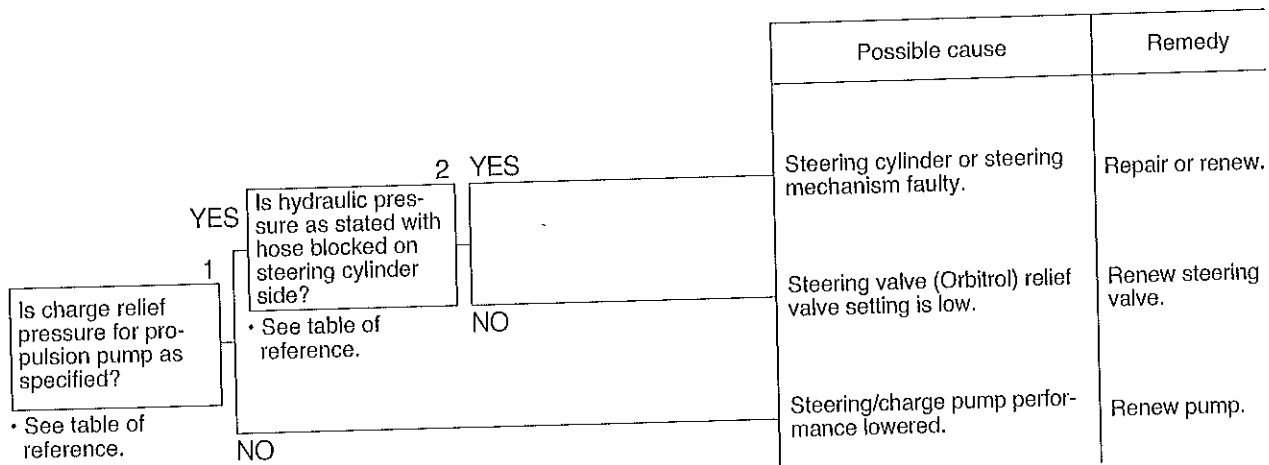 Possible cause
Remedy
2 YES
Steering cylinder or steering
mechanism faulty.
Repair or renew.
YES
Is hydraulic pres-
sure as stated with
hose blocked on
steering cylinder
side?
1
Is charge relief
pressure for pro-
pulsion pump as
specified?
Steering valve (Orbitrol) relief
valve setting is low.
Renew steering
valve.
NO
• See table of
reference.
Steering/charge pump perfor-
mance lowered.
Renew pump.
• See table of
reference.
NO